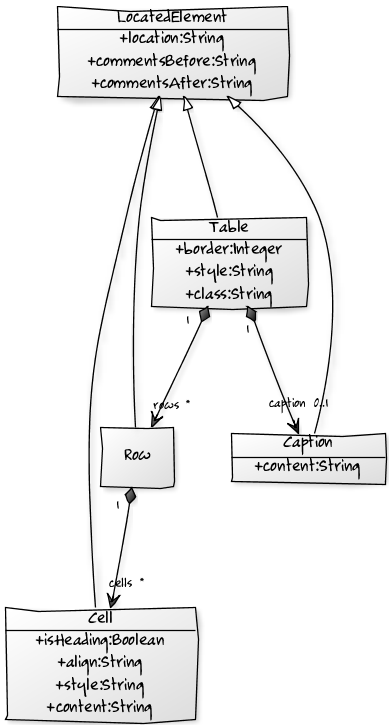 LocatedElement
+location:String
+commentsBefore:String
+commentsAfter:String
Table
+border:Integer
+style:String
+class:String
1
1
rows *
caption 0..1
Row
Caption
+content:String
1
cells *
Cell
+isHeading:Boolean
+align:String
+style:String
+content:String